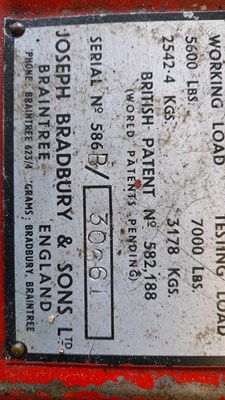 WORKING LOAD TESTING LOAD
5600 LBS. 7000 LBS.
2542·4 KGS. 3178 KGS.
BRITISH PATENT Nº 582,188
(WORLD PATENTS PENDING)
SERIAL Nº 586B/ 30661
JOSEPH BRADBURY & SONS LTD
BRAINTREE ENGLAND
'PHONE: BRAINTREE 623/4 'GRAMS: BRADBURY, BRAINTREE